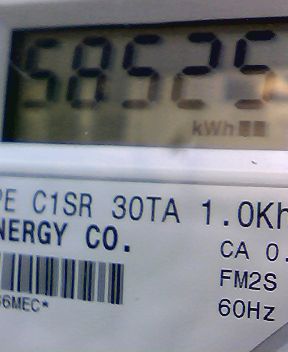 58525
kWh
PE C1SR 30TA 1.0Kh
NERGY CO.
CA 0.
FM2S
6MEC*
60Hz